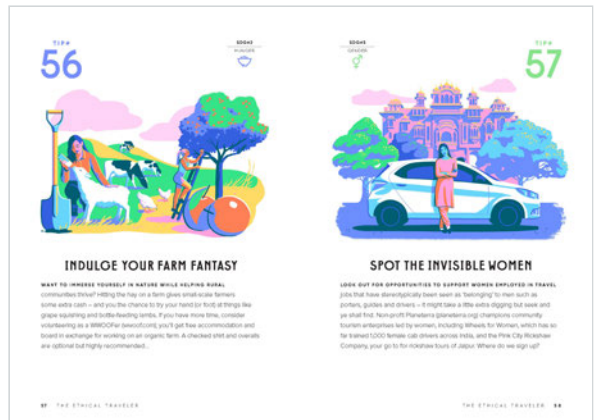 TIP#
56
SDG#2
HUNGER
INDULGE YOUR FARM FANTASY
WANT TO IMMERSE YOURSELF IN NATURE WHILE HELPING RURAL
communities thrive? Hitting the hay on a farm gives small-scale farmers
some extra cash – and you the chance to try your hand (or foot) at things like
grape squishing and bottle-feeding lambs. If you have more time, consider
volunteering as a WWOOFer (wwoof.com), you'll get free accommodation and
board in exchange for working on an organic farm. A checked shirt and overalls
are optional but highly recommended...
57 THE ETHICAL TRAVELER
SDG#5
GENDER
TIP#
57
SPOT THE INVISIBLE WOMEN
LOOK OUT FOR OPPORTUNITIES TO SUPPORT WOMEN EMPLOYED IN TRAVEL
jobs that have stereotypically been seen as 'belonging' to men such as
porters, guides and drivers – it might take a little extra digging but seek and
ye shall find. Non-profit Planeterra (planeterra.org) champions community
tourism enterprises led by women, including Wheels for Women, which has so
far trained 1,000 female cab drivers across India, and the Pink City Rickshaw
Company, your go to for rickshaw tours of Jaipur. Where do we sign up?
THE ETHICAL TRAVELER 58